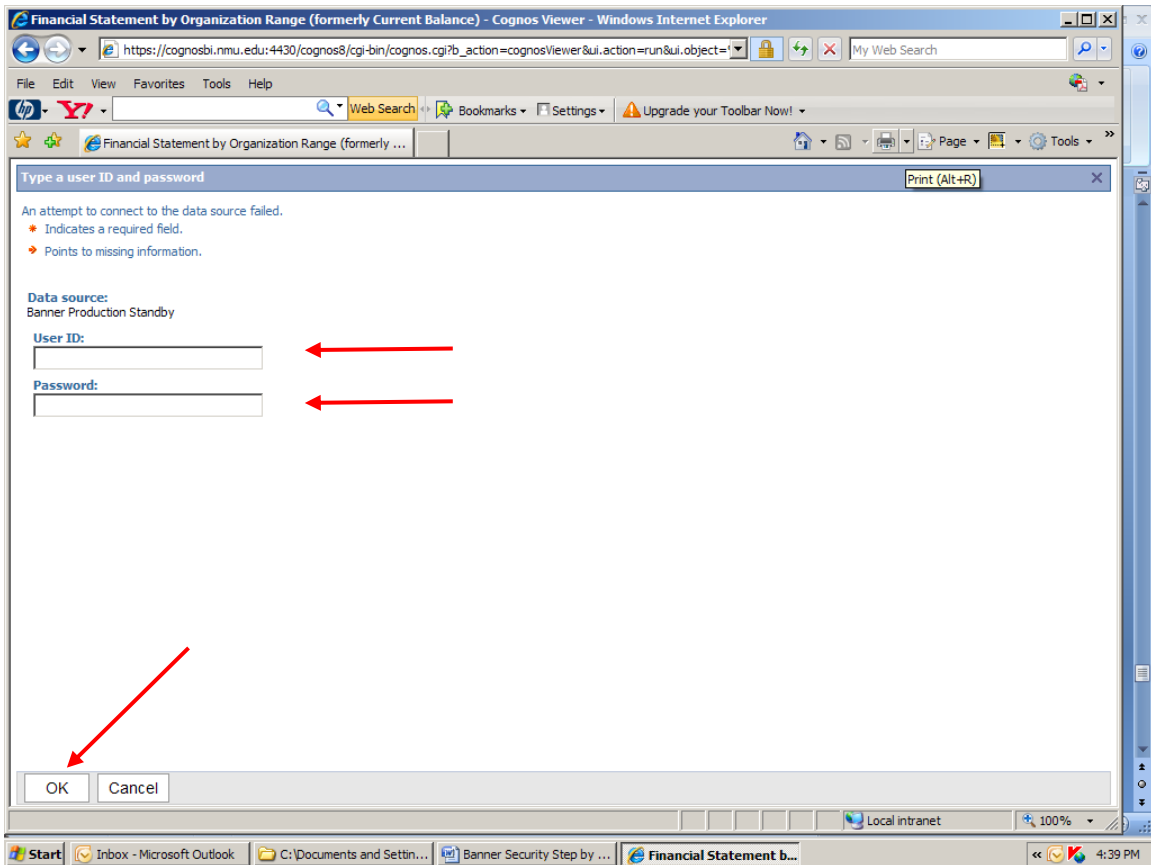 Financial Statement by Organization Range (formerly Current Balance) - Cognos Viewer - Windows Internet Explorer
https://cognosbi.nmu.edu:4430/cognos8/cgi-bin/cognos.cgi?b_action=cognosViewer&ui.action=run&ui.object=
My Web Search
File Edit View Favorites Tools Help
hp Y! Web Search Bookmarks Settings Upgrade your Toolbar Now!
Financial Statement by Organization Range (formerly ... Page Tools »
Type a user ID and password
Print (Alt+R)
An attempt to connect to the data source failed.
* Indicates a required field.
Points to missing information.
Data source:
Banner Production Standby
User ID:
Password:
OK Cancel
Local intranet 100%
Start Inbox - Microsoft Outlook C:\Documents and Settin... Banner Security Step by ... Financial Statement b... « 4:39 PM